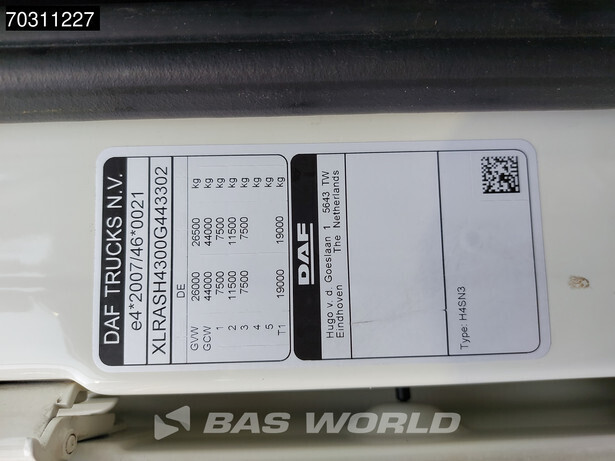 70311227
DAF TRUCKS N.V.
e4*2007/46*0021
XLRASH4300G443302
DE
GVW 26000 26500 kg
GCW 44000 44000 kg
1 7500 7500 kg
2 11500 11500 kg
3 7500 7500 kg
4
5
T1 19000 19000 kg
DAF
Hugo v. d. Goeslaan 1 5643 TW
Eindhoven The Netherlands
Type: H4SN3
BAS WORLD